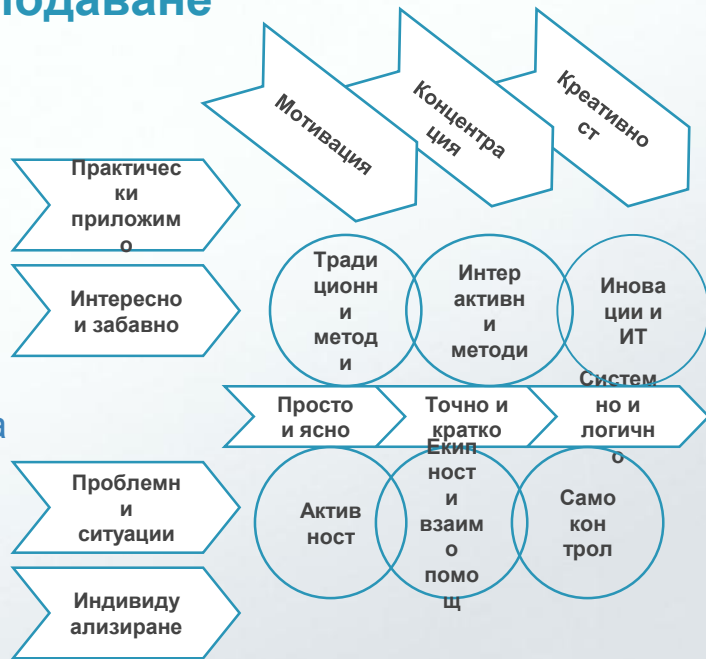 подаване
Мотивация
Концентра
ция
Креативно
ст
Практичес
ки
приложим
о
Интересно
и забавно
Тради
ционн
и
метод
и
Интер
активн
и
методи
Инова
ции и
ИТ
Просто
и ясно
Точно и
кратко
Систем
но и
логичн
о
а
Проблемн
и
ситуации
Актив
ност
Екип
ност
и
взаим
о
помо
щ
Само
кон
трол
Индивиду
ализиране